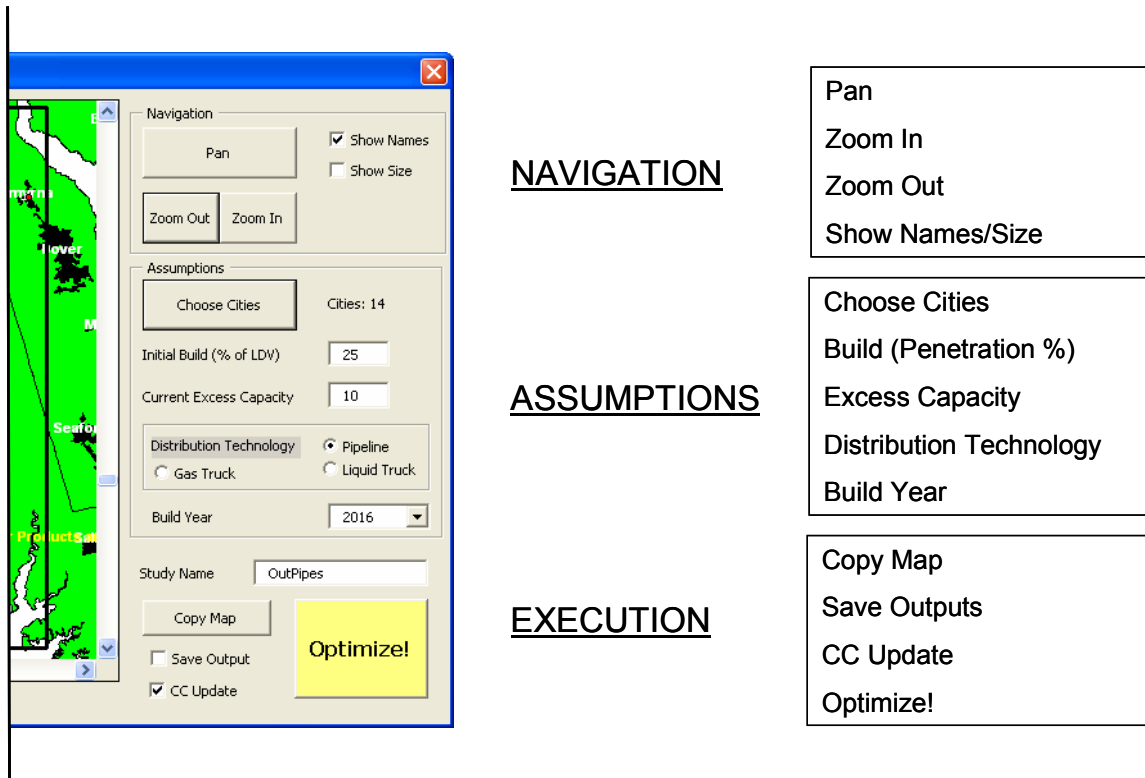 Navigation
Pan
Show Names
Show Size
Zoom Out
Zoom In
Dover
Assumptions
Choose Cities
Cities: 14
Initial Build (% of LDV)
25
Current Excess Capacity
10
Distribution Technology
Pipeline
Gas Truck
Liquid Truck
Build Year
2016
Products
Study Name
OutPipes
Copy Map
Optimize!
Save Output
CC Update
NAVIGATION
Pan
Zoom In
Zoom Out
Show Names/Size
ASSUMPTIONS
Choose Cities
Build (Penetration %)
Excess Capacity
Distribution Technology
Build Year
EXECUTION
Copy Map
Save Outputs
CC Update
Optimize!